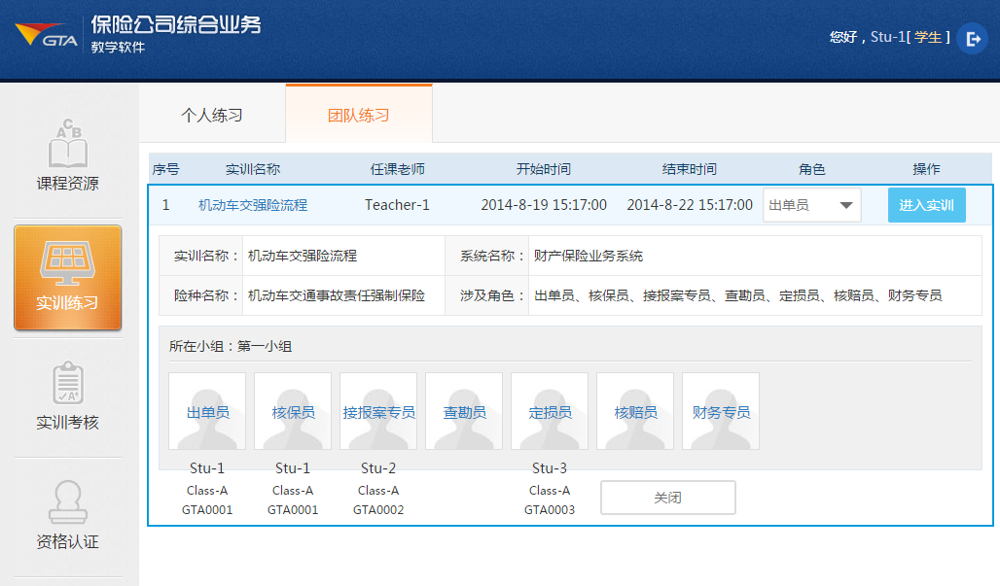 GTA 保险公司综合业务
教学软件
您好，Stu-1[ 学生 ]
ACB
课程资源
实训练习
A+
实训考核
资格认证
个人练习 团队练习
序号 实训名称 任课老师 开始时间 结束时间 角色 操作
1 机动车交强险流程 Teacher-1 2014-8-19 15:17:00 2014-8-22 15:17:00 出单员 进入实训
实训名称： 机动车交强险流程 系统名称： 财产保险业务系统
险种名称： 机动车交通事故责任强制保险 涉及角色： 出单员、核保员、接报案专员、查勘员、定损员、核赔员、财务专员
所在小组：第一小组
出单员 核保员 接报案专员 查勘员 定损员 核赔员 财务专员
Stu-1 Stu-1 Stu-2 Stu-3
Class-A Class-A Class-A Class-A
GTA0001 GTA0001 GTA0002 GTA0003
关闭